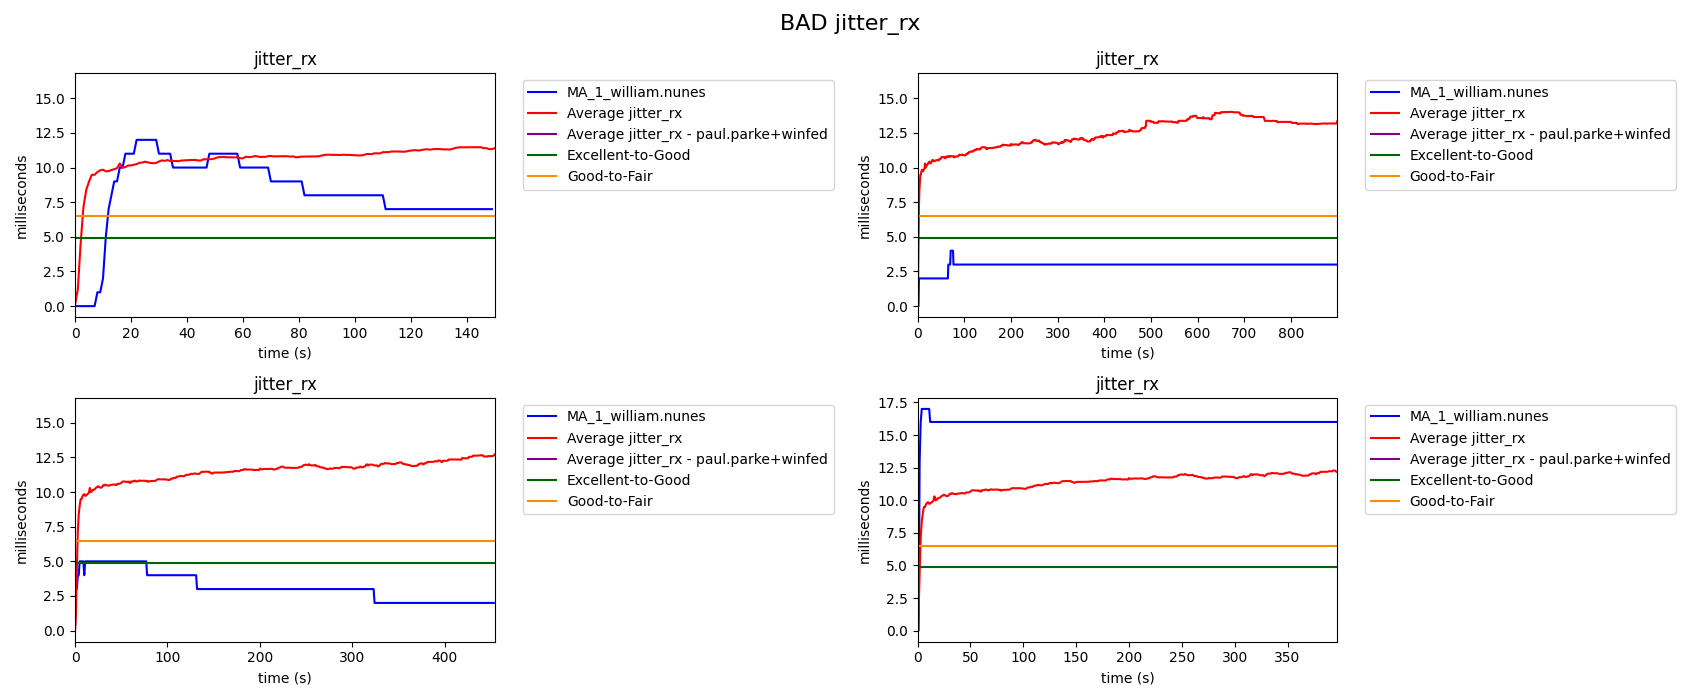 BAD jitter_rx
jitter_rx
milliseconds
15.0
12.5
10.0
7.5
5.0
2.5
0.0
0 20 40 60 80 100 120 140
time (s)
MA_1_william.nunes
Average jitter_rx
Average jitter_rx - paul.parke+winfed
Excellent-to-Good
Good-to-Fair
jitter_rx
milliseconds
15.0
12.5
10.0
7.5
5.0
2.5
0.0
0 100 200 300 400 500 600 700 800
time (s)
MA_1_william.nunes
Average jitter_rx
Average jitter_rx - paul.parke+winfed
Excellent-to-Good
Good-to-Fair
jitter_rx
milliseconds
15.0
12.5
10.0
7.5
5.0
2.5
0.0
0 100 200 300 400
time (s)
MA_1_william.nunes
Average jitter_rx
Average jitter_rx - paul.parke+winfed
Excellent-to-Good
Good-to-Fair
jitter_rx
milliseconds
17.5
15.0
12.5
10.0
7.5
5.0
2.5
0.0
0 50 100 150 200 250 300 350
time (s)
MA_1_william.nunes
Average jitter_rx
Average jitter_rx - paul.parke+winfed
Excellent-to-Good
Good-to-Fair